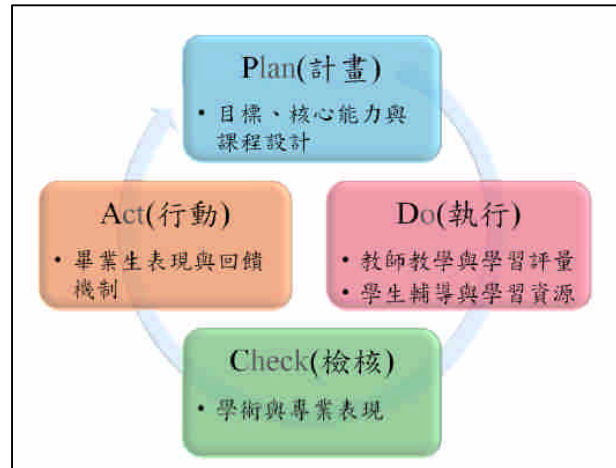 Plan(計畫)
• 目標、核心能力與
課程設計
Act(行動)
• 畢業生表現與回饋
機制
Do(執行)
• 教師教學與學習評量
• 學生輔導與學習資源
Check(檢核)
• 學術與專業表現